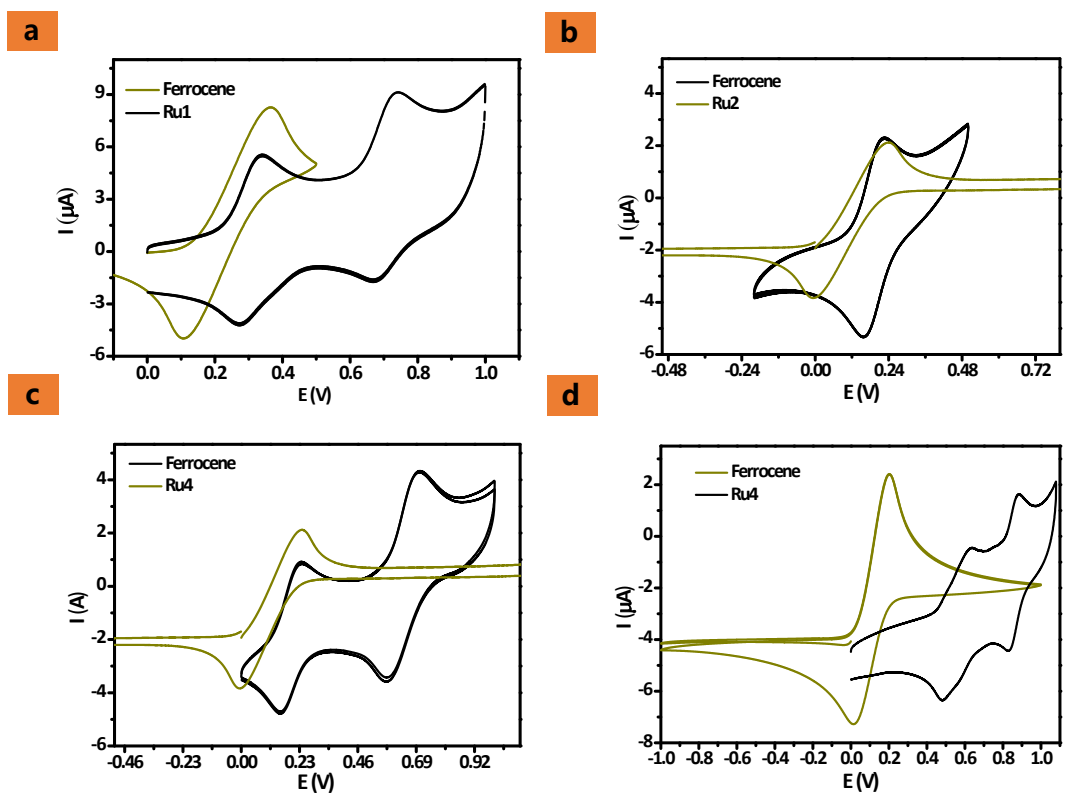 a
Ferrocene
Ru1
9
6
3
0
-3
-6
I (µA)
0.0 0.2 0.4 0.6 0.8 1.0
E (V)
b
Ferrocene
Ru2
4
2
0
-2
-4
-6
I (µA)
-0.48 -0.24 0.00 0.24 0.48 0.72
E (V)
c
Ferrocene
Ru4
4
2
0
-2
-4
-6
I (A)
-0.46 -0.23 0.00 0.23 0.46 0.69 0.92
E (V)
d
Ferrocene
Ru4
2
0
-2
-4
-6
-8
I (µA)
-1.0 -0.8 -0.6 -0.4 -0.2 0.0 0.2 0.4 0.6 0.8 1.0
E (V)